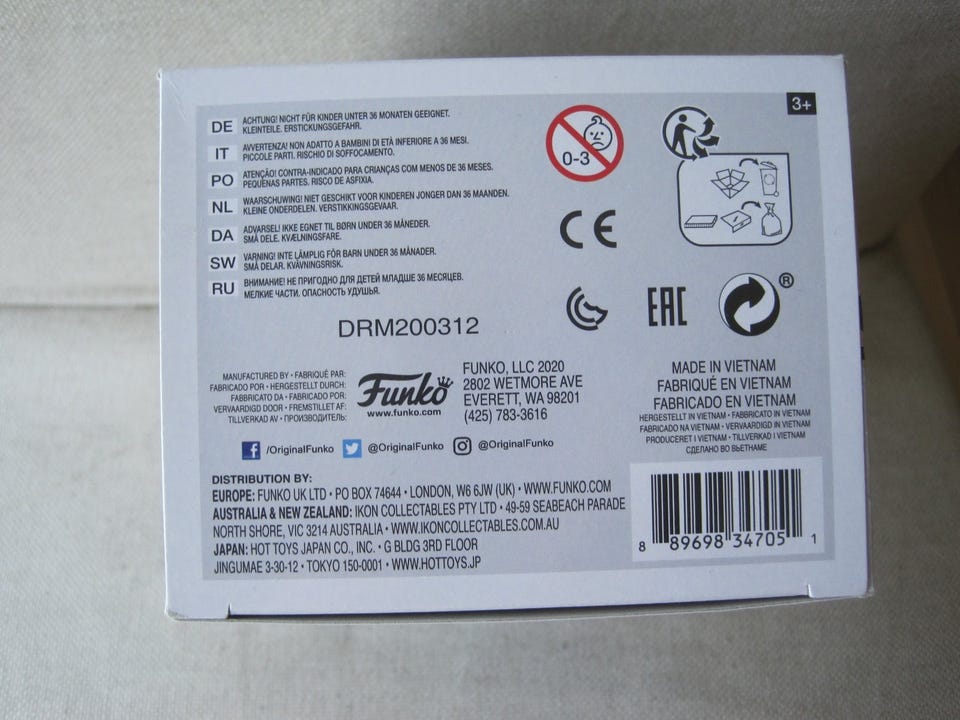 3+
DE ACHTUNG! NICHT FÜR KINDER UNTER 36 MONATEN GEEIGNET.
KLEINTEILE. ERSTICKUNGSGEFAHR.
IT AVVERTENZA! NON ADATTO A BAMBINI DI ETÀ INFERIORE A 36 MESI.
PICCOLE PARTI. RISCHIO DI SOFFOCAMENTO.
PO ATENÇÃO! CONTRA-INDICADO PARA CRIANÇAS COM MENOS DE 36 MESES.
PEQUENAS PARTES. RISCO DE ASFIXIA.
NL WAARSCHUWING! NIET GESCHIKT VOOR KINDEREN JONGER DAN 36 MAANDEN.
KLEINE ONDERDELEN. VERSTIKKINGSGEVAAR.
DA ADVARSEL! IKKE EGNET TIL BØRN UNDER 36 MÅNEDER.
SMÅ DELE. KVÆLNINGSFARE.
SW VARNING! INTE LÄMPLIG FÖR BARN UNDER 36 MÅNADER.
SMÅ DELAR. KVÄVNINGSRISK.
RU ВНИМАНИЕ! НЕ ПРИГОДНО ДЛЯ ДЕТЕЙ МЛАДШЕ 36 МЕСЯЦЕВ.
МЕЛКИЕ ЧАСТИ. ОПАСНОСТЬ УДУШЬЯ.
0-3
CE
EAC
®
DRM200312
MANUFACTURED BY • FABRIQUÉ PAR:
FABRICADO POR • HERGESTELLT DURCH:
FABBRICATO DA • FABRICADO POR:
VERVAARDIGD DOOR • FREMSTILLET AF:
TILLVERKAD AV • ПРОИЗВОДИТЕЛЬ:
Funko
www.funko.com
FUNKO, LLC 2020
2802 WETMORE AVE
EVERETT, WA 98201
(425) 783-3616
MADE IN VIETNAM
FABRIQUÉ EN VIETNAM
FABRICADO EN VIETNAM
HERGESTELLT IN VIETNAM • FABBRICATO IN VIETNAM
FABRICADO NA VIETNAM • VERVAARDIGD IN VIETNAM
PRODUCERET I VIETNAM • TILLVERKAD I VIETNAM
СДЕЛАНО ВО ВЬЕТНАМЕ
f /OriginalFunko @OriginalFunko @OriginalFunko
DISTRIBUTION BY:
EUROPE: FUNKO UK LTD • PO BOX 74644 • LONDON, W6 6JW (UK) • WWW.FUNKO.COM
AUSTRALIA & NEW ZEALAND: IKON COLLECTABLES PTY LTD • 49-59 SEABEACH PARADE
NORTH SHORE, VIC 3214 AUSTRALIA • WWW.IKONCOLLECTABLES.COM.AU
JAPAN: HOT TOYS JAPAN CO., INC. • G BLDG 3RD FLOOR
JINGUMAE 3-30-12 • TOKYO 150-0001 • WWW.HOTTOYS.JP
8 89698 34705 1